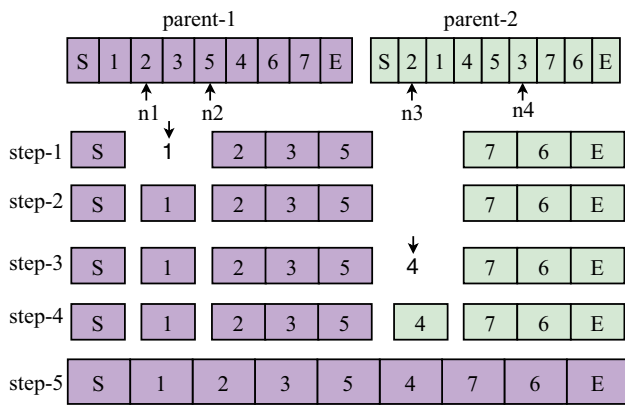 parent-1 parent-2
S 1 2 3 5 4 6 7 E S 2 1 4 5 3 7 6 E
n1 n2 n3 n4
step-1 S 1 2 3 5 7 6 E
step-2 S 1 2 3 5 7 6 E
step-3 S 1 2 3 5 4 7 6 E
step-4 S 1 2 3 5 4 7 6 E
step-5 S 1 2 3 5 4 7 6 E